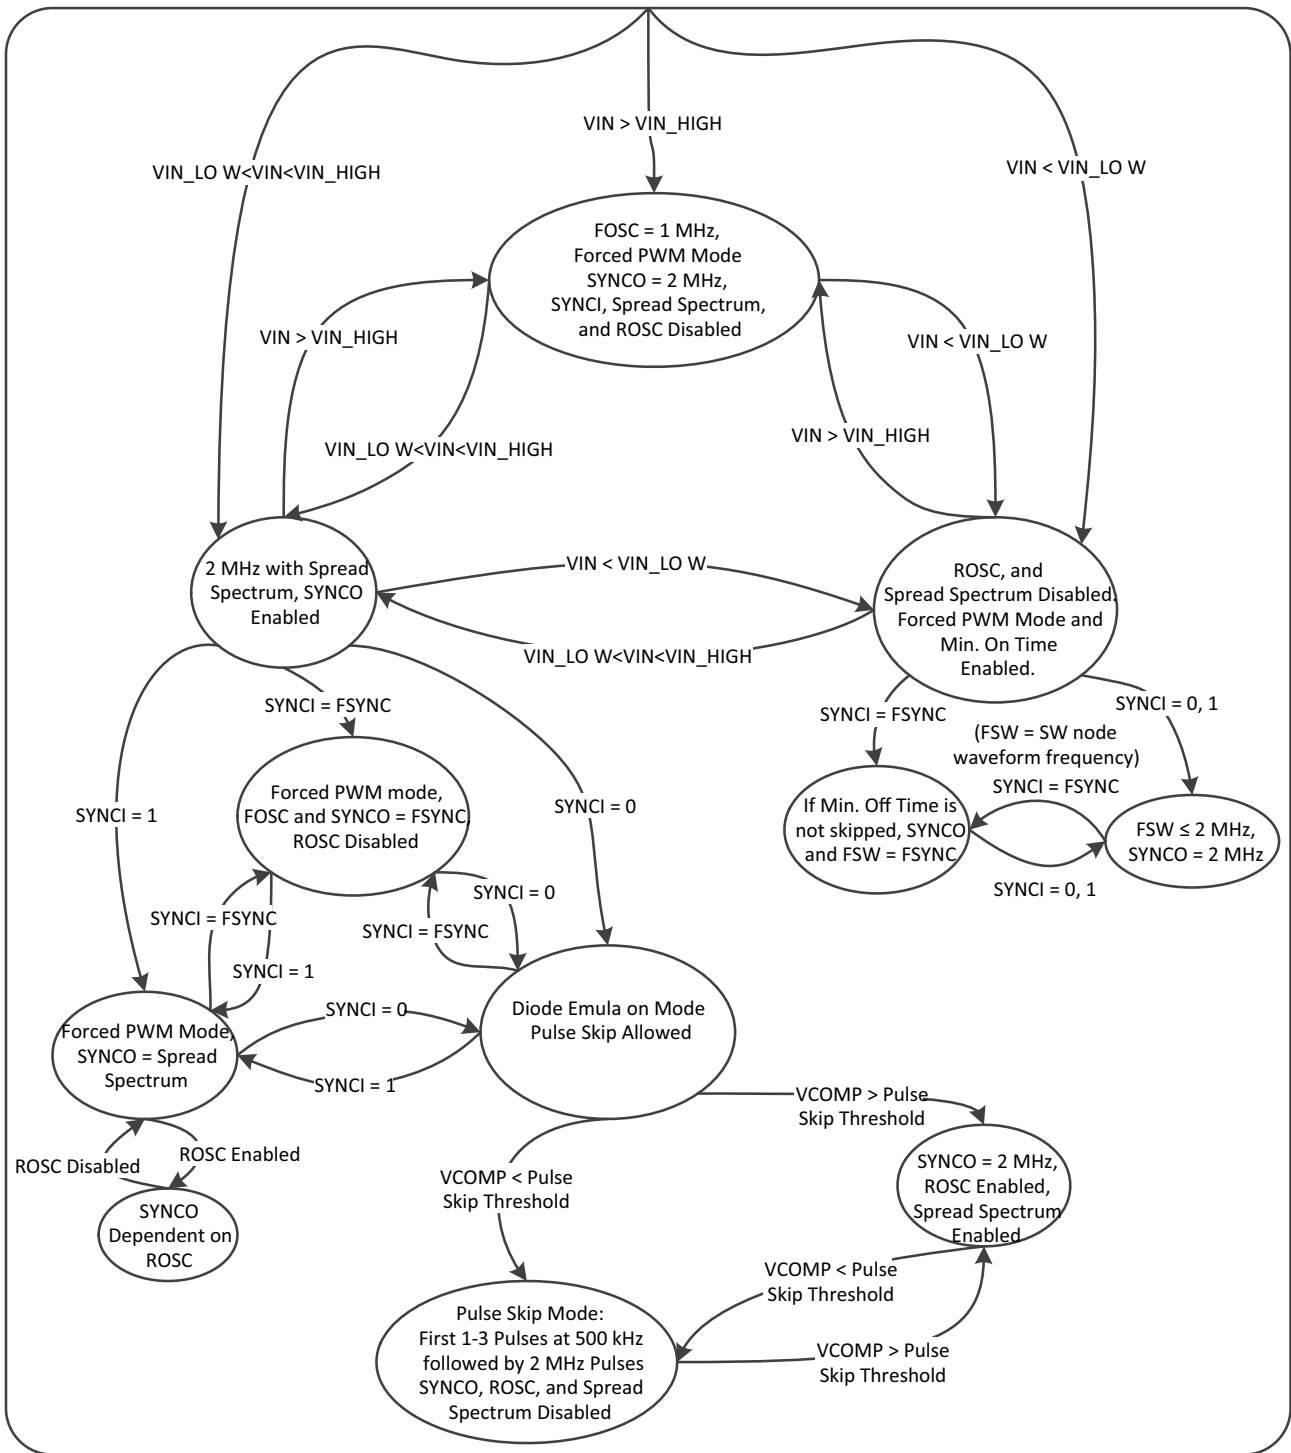 VIN > VIN_HIGH
VIN_LO W<VIN<VIN_HIGH
VIN < VIN_LO W
FOSC = 1 MHz,
Forced PWM Mode
SYNCO = 2 MHz,
SYNCI, Spread Spectrum,
and ROSC Disabled
VIN > VIN_HIGH
VIN < VIN_LO W
VIN_LO W<VIN<VIN_HIGH
VIN > VIN_HIGH
2 MHz with Spread
Spectrum, SYNCO
Enabled
VIN < VIN_LO W
VIN_LO W<VIN<VIN_HIGH
ROSC, and
Spread Spectrum Disabled.
Forced PWM Mode and
Min. On Time
Enabled.
SYNCI = FSYNC
SYNCI = FSYNC
SYNCI = 0, 1
(FSW = SW node
waveform frequency)
SYNCI = FSYNC
Forced PWM mode,
FOSC and SYNCO = FSYNC,
ROSC Disabled
SYNCI = 1
SYNCI = 0
If Min. Off Time is
not skipped, SYNCO
and FSW = FSYNC
FSW ≤ 2 MHz,
SYNCO = 2 MHz
SYNCI = 0, 1
SYNCI = 0
SYNCI = FSYNC
SYNCI = FSYNC
SYNCI = 1
Diode Emula on Mode
Pulse Skip Allowed
SYNCI = 0
Forced PWM Mode,
SYNCO = Spread
Spectrum
SYNCI = 1
VCOMP > Pulse
Skip Threshold
ROSC Disabled
ROSC Enabled
VCOMP < Pulse
Skip Threshold
SYNCO = 2 MHz,
ROSC Enabled,
Spread Spectrum
Enabled
SYNCO
Dependent on
ROSC
VCOMP < Pulse
Skip Threshold
Pulse Skip Mode:
First 1-3 Pulses at 500 kHz
followed by 2 MHz Pulses
SYNCO, ROSC, and Spread
Spectrum Disabled
VCOMP > Pulse
Skip Threshold